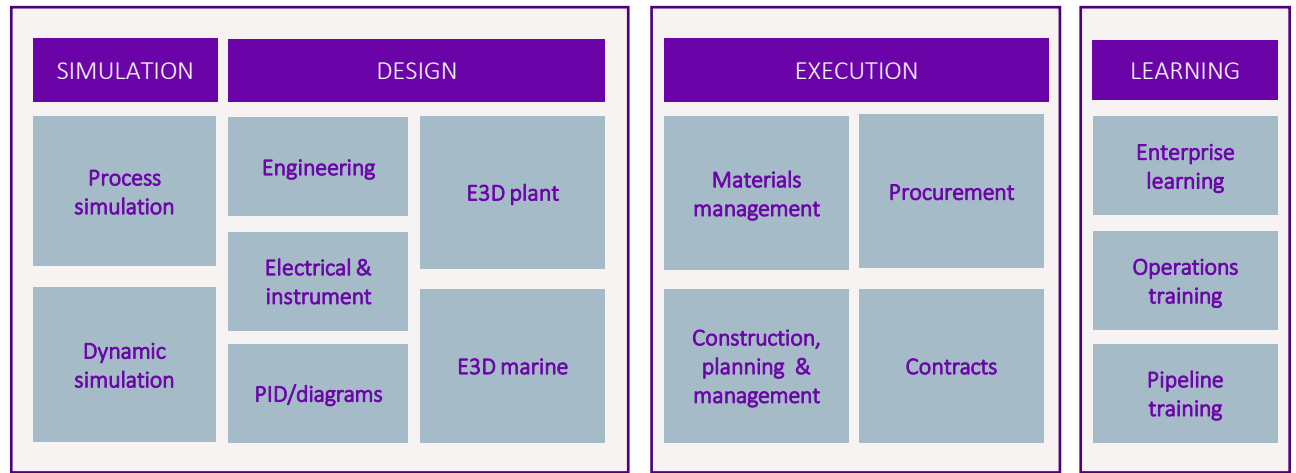 SIMULATION
DESIGN
EXECUTION
LEARNING
Process
simulation
Dynamic
simulation
Engineering
Electrical &
instrument
PID/diagrams
E3D plant
E3D marine
Materials
management
Procurement
Construction,
planning &
management
Contracts
Enterprise
learning
Operations
training
Pipeline
training